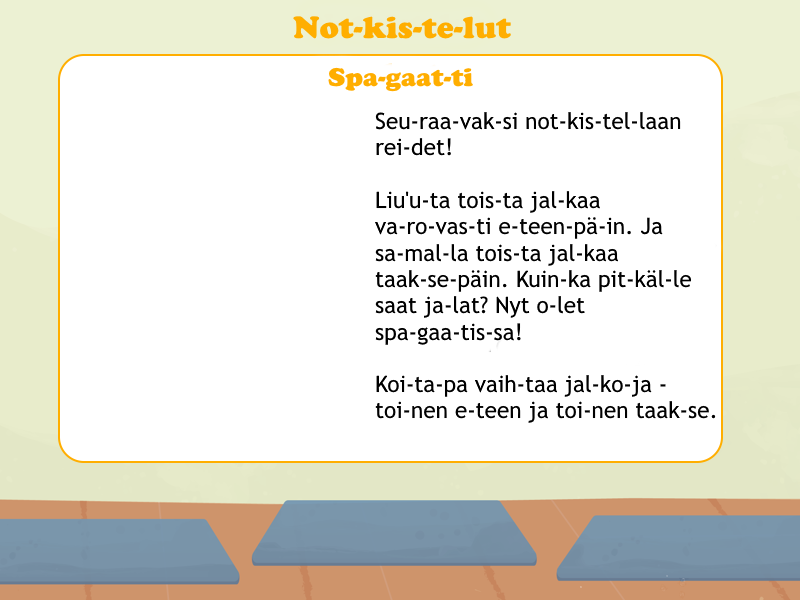 Not-kis-te-lut
Spa-gaat-ti
Seu-raa-vak-si not-kis-tel-laan
rei-det!
Liu'u-ta tois-ta jal-kaa
va-ro-vas-ti e-teen-pä-in. Ja
sa-mal-la tois-ta jal-kaa
taak-se-päin. Kuin-ka pit-käl-le
saat ja-lat? Nyt o-let
spa-gaa-tis-sa!
Koi-ta-pa vaih-taa jal-ko-ja -
toi-nen e-teen ja toi-nen taak-se.